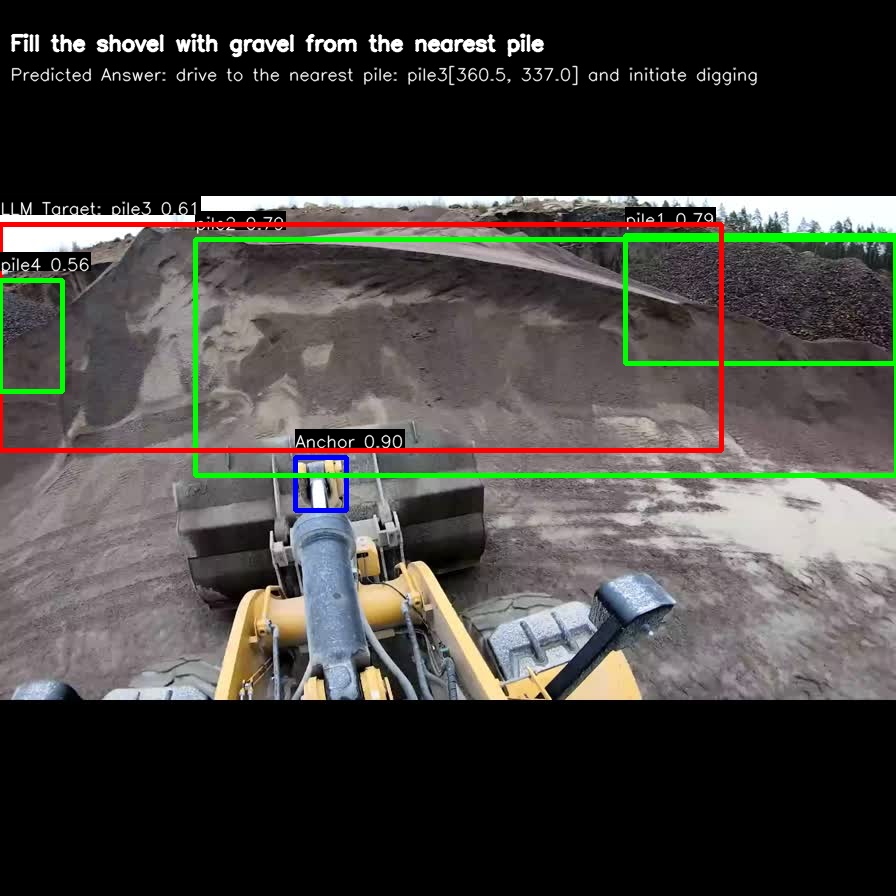 Fill the shovel with gravel from the nearest pile
Predicted Answer: drive to the nearest pile: pile3[360.5, 337.0] and initiate digging
LLM Target: pile3 0.61
pile2 0.79
pile1 0.79
pile4 0.56
Anchor 0.90